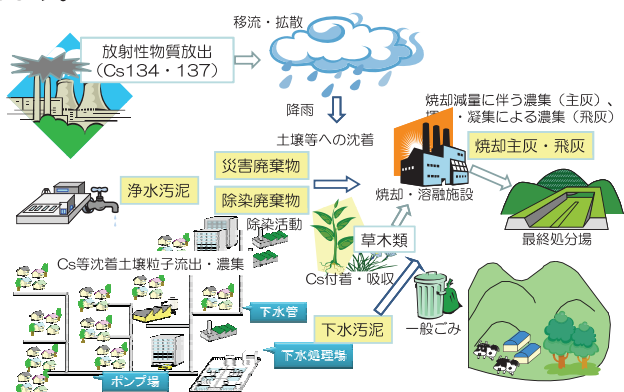 移流・拡散
放射性物質放出
（Cs134・137）
降雨
焼却減量に伴う濃集（主灰）、
・凝集による濃集（飛灰）
土壌等への沈着
焼却主灰・飛灰
災害廃棄物
浄水汚泥
除染廃棄物
焼却・溶融施設
除染活動
草木類
最終処分場
Cs等沈着土壌粒子流出・濃集
Cs付着・吸収
下水管
下水汚泥
一般ごみ
下水処理場
ポンプ場